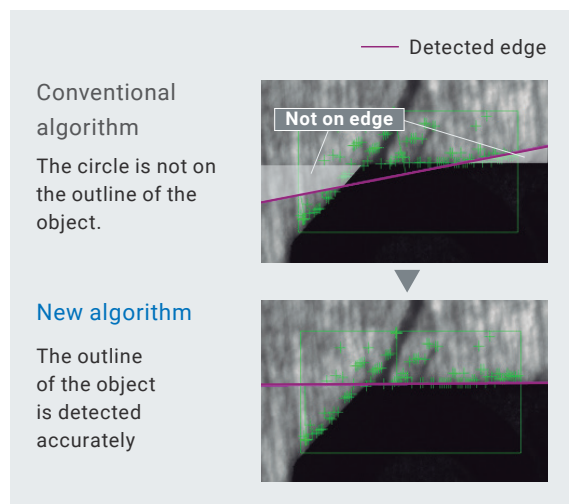 Detected edge
Conventional
algorithm
Not on edge
The circle is not on
the outline of the
object.
New algorithm
The outline
of the object
is detected
accurately